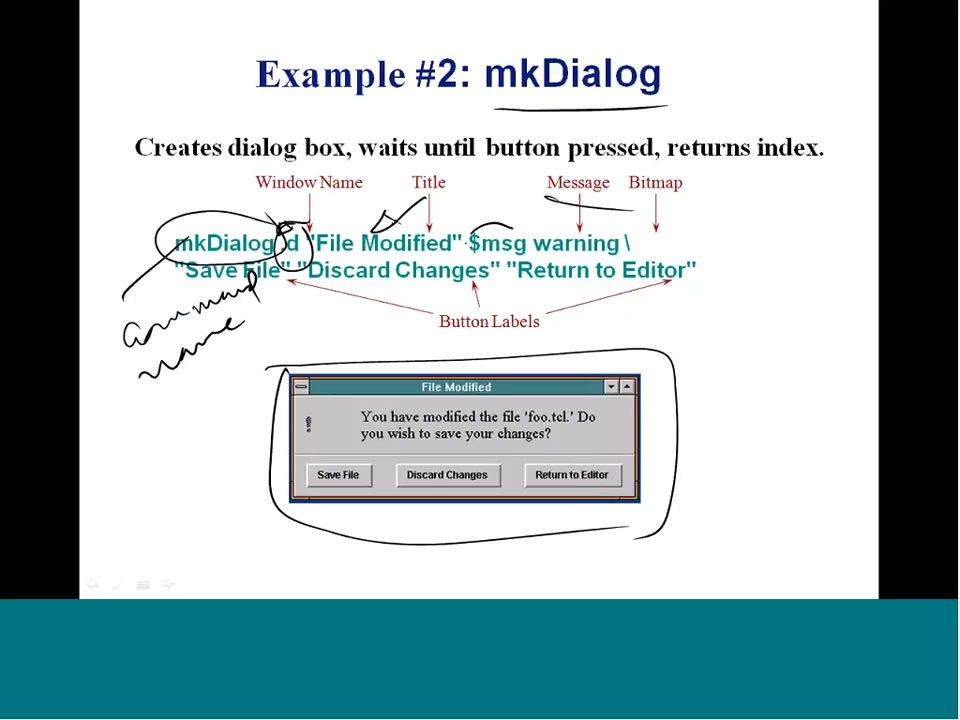 Example #2: mkDialog
Creates dialog box, waits until button pressed, returns index.
Window Name Title Message Bitmap
mkDialog .d "File Modified" $msg warning \
"Save File" "Discard Changes" "Return to Editor"
command
name
Button Labels
File Modified
You have modified the file 'foo.tcl.' Do
you wish to save your changes?
Save File Discard Changes Return to Editor